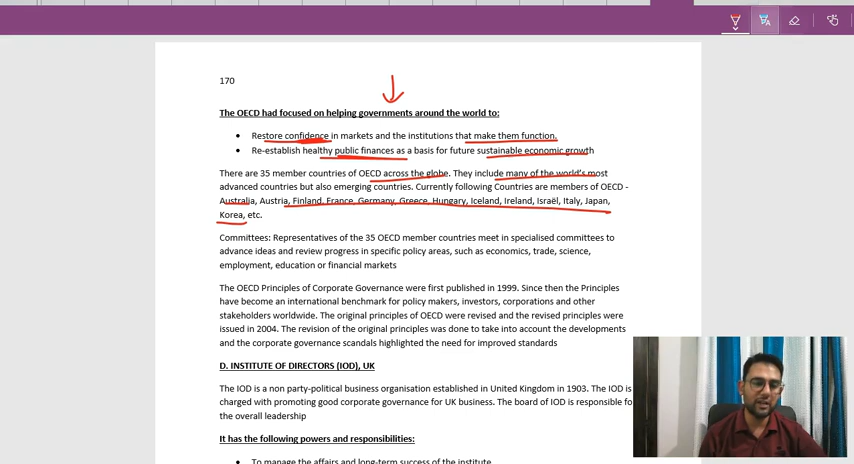 170
The OECD had focused on helping governments around the world to:
• Restore confidence in markets and the institutions that make them function.
• Re-establish healthy public finances as a basis for future sustainable economic growth
There are 35 member countries of OECD across the globe. They include many of the world's most
advanced countries but also emerging countries. Currently following Countries are members of OECD -
Australia, Austria, Finland, France, Germany, Greece, Hungary, Iceland, Ireland, Israël, Italy, Japan,
Korea, etc.
Committees: Representatives of the 35 OECD member countries meet in specialised committees to
advance ideas and review progress in specific policy areas, such as economics, trade, science,
employment, education or financial markets
The OECD Principles of Corporate Governance were first published in 1999. Since then the Principles
have become an international benchmark for policy makers, investors, corporations and other
stakeholders worldwide. The original principles of OECD were revised and the revised principles were
issued in 2004. The revision of the original principles was done to take into account the developments
and the corporate governance scandals highlighted the need for improved standards
D. INSTITUTE OF DIRECTORS (IOD), UK
The IOD is a non party-political business organisation established in United Kingdom in 1903. The IOD is
charged with promoting good corporate governance for UK business. The board of IOD is responsible fo
the overall leadership
It has the following powers and responsibilities:
• To manage the affairs and long-term success of the institute